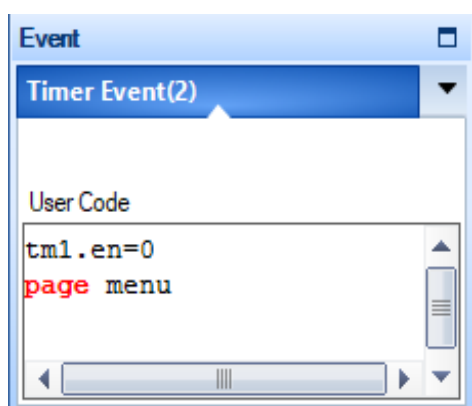 Event
Timer Event(2)
User Code
tm1.en=0
page menu